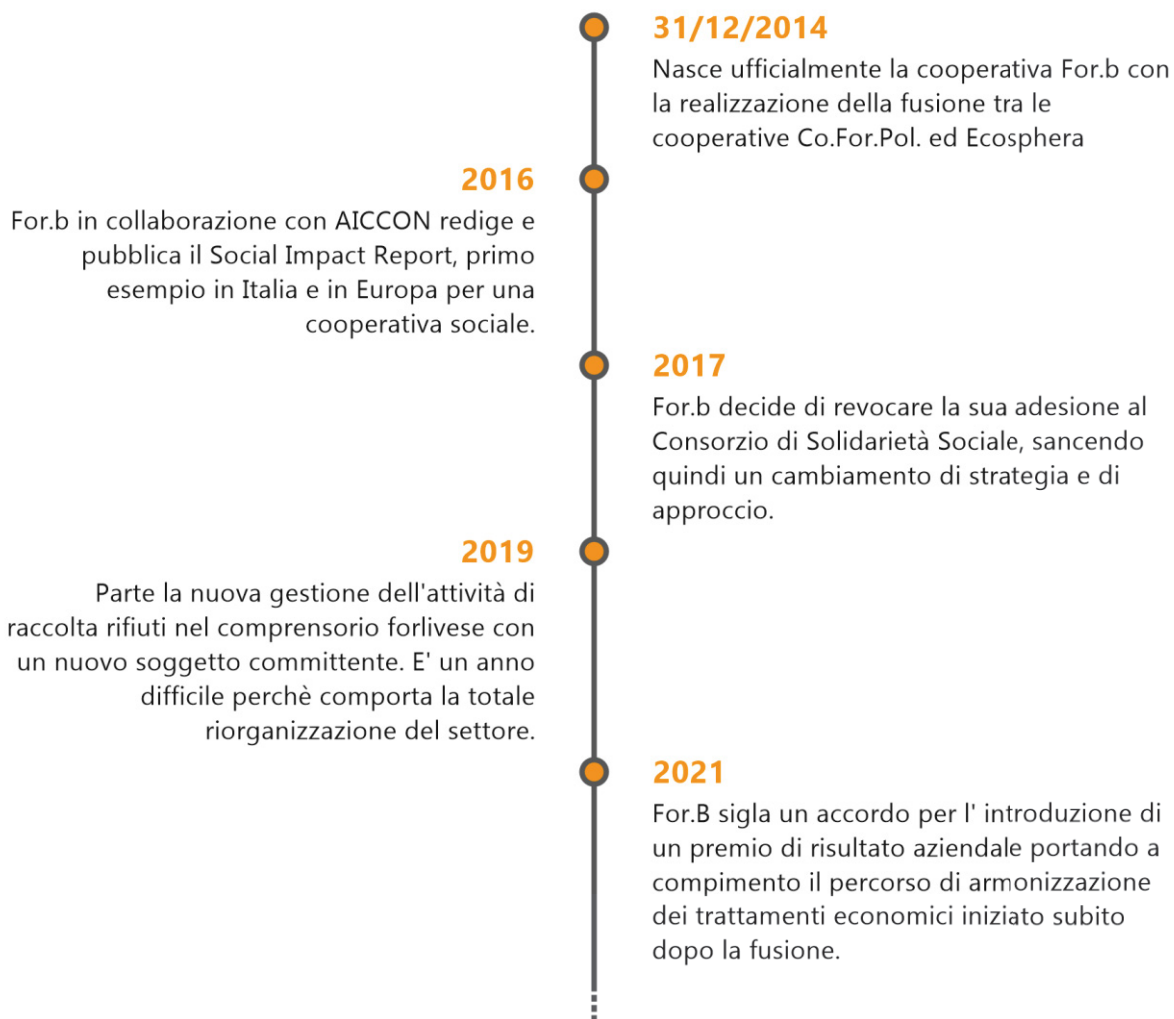 31/12/2014
Nasce ufficialmente la cooperativa For.b con
la realizzazione della fusione tra le
cooperative Co.For.Pol. ed Ecosphera
2016
For.b in collaborazione con AICCON redige e
pubblica il Social Impact Report, primo
esempio in Italia e in Europa per una
cooperativa sociale.
2017
For.b decide di revocare la sua adesione al
Consorzio di Solidarietà Sociale, sancendo
quindi un cambiamento di strategia e di
approccio.
2019
Parte la nuova gestione dell'attività di
raccolta rifiuti nel comprensorio forlivese con
un nuovo soggetto committente. E' un anno
difficile perchè comporta la totale
riorganizzazione del settore.
2021
For.B sigla un accordo per l' introduzione di
un premio di risultato aziendale portando a
compimento il percorso di armonizzazione
dei trattamenti economici iniziato subito
dopo la fusione.